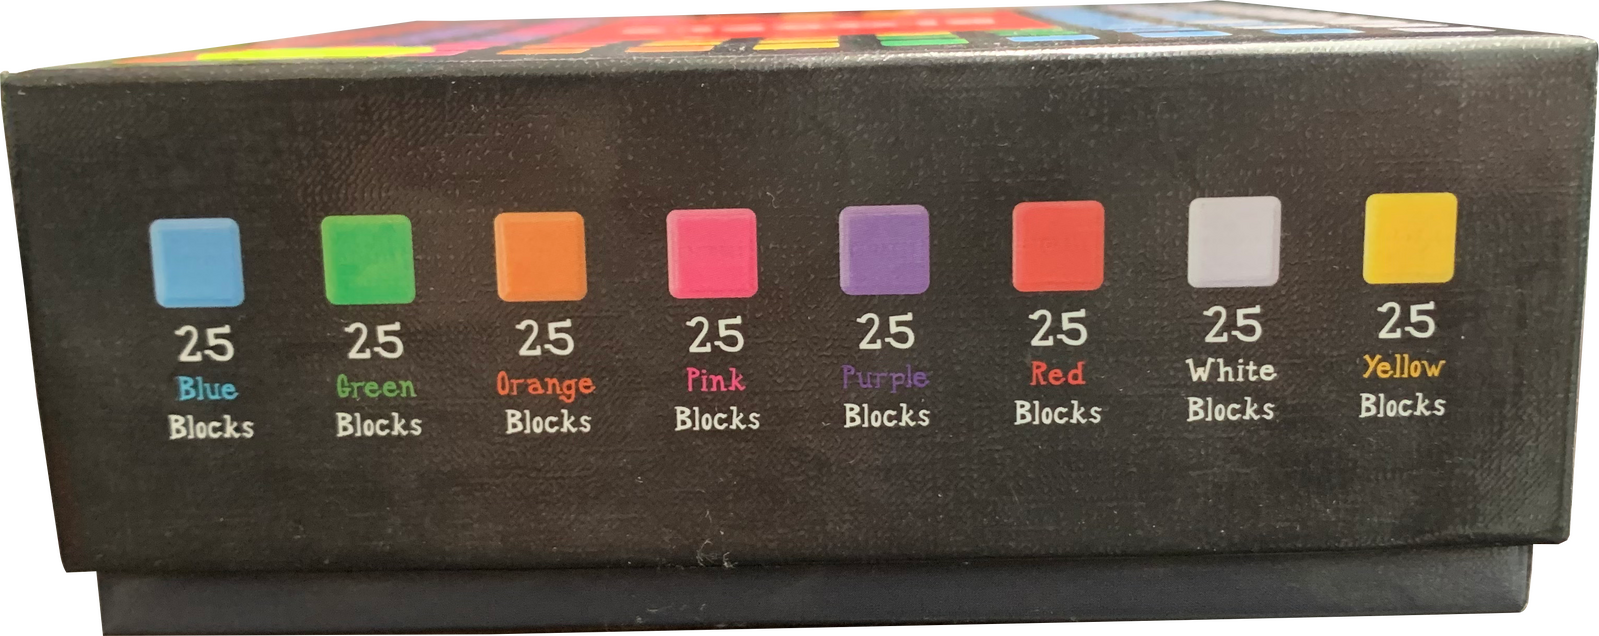 25
Blue
Blocks
25
Green
Blocks
25
Orange
Blocks
25
Pink
Blocks
25
Purple
Blocks
25
Red
Blocks
25
White
Blocks
25
Yellow
Blocks